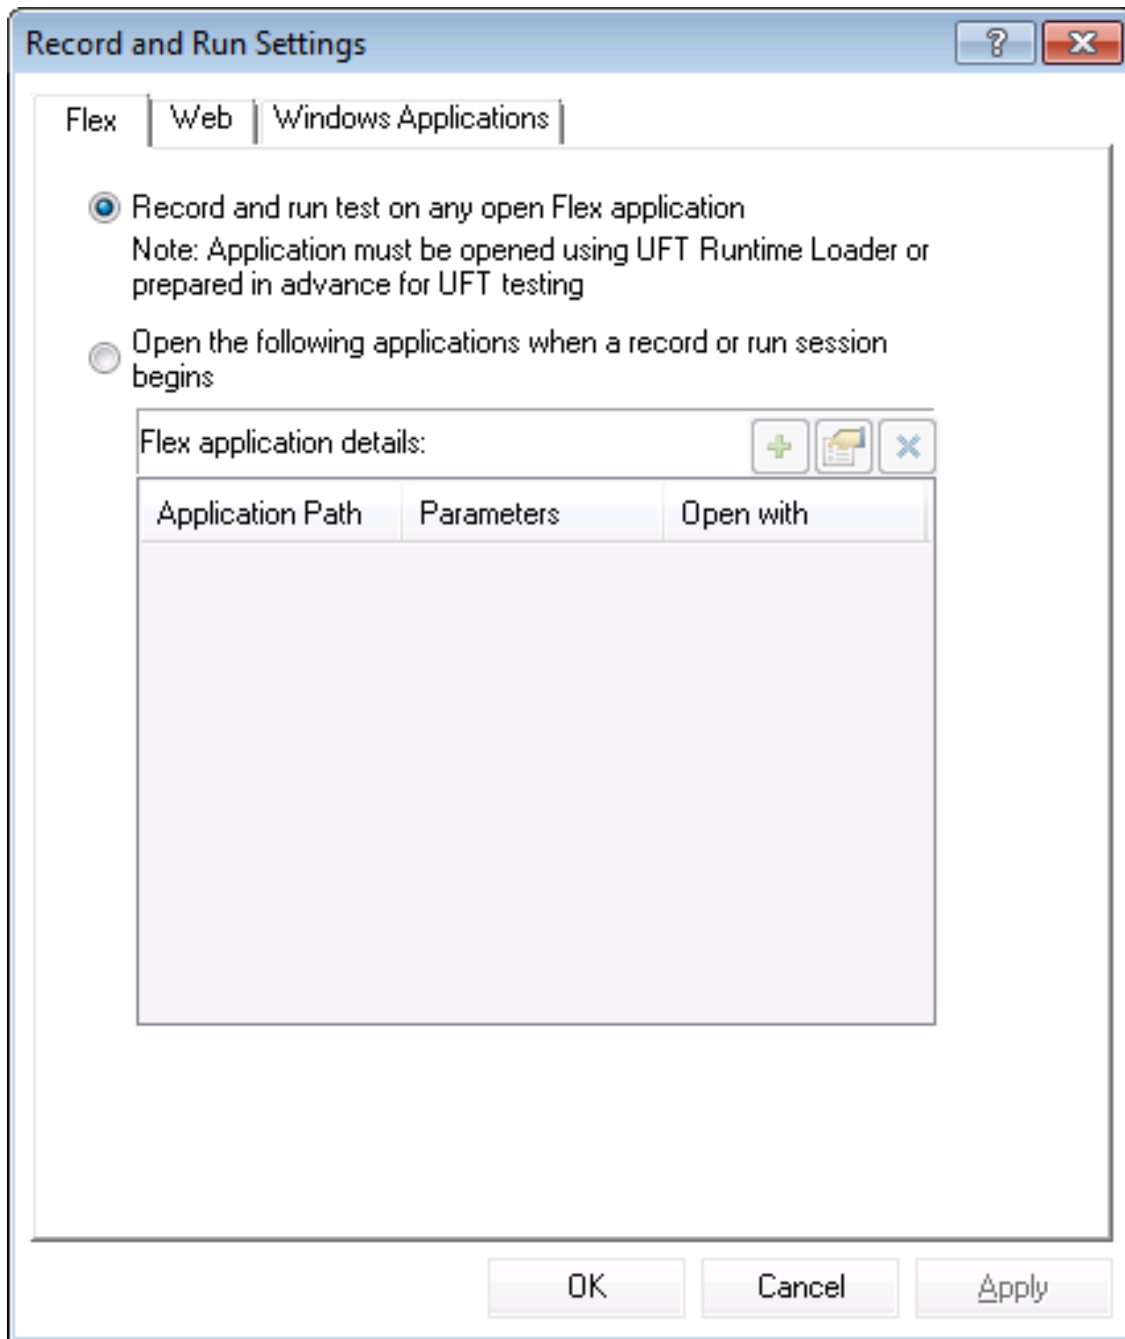 Record and Run Settings
Flex
Web
Windows Applications
Record and run test on any open Flex application
Note: Application must be opened using UFT Runtime Loader or
prepared in advance for UFT testing
Open the following applications when a record or run session
begins
Flex application details:
Application Path
Parameters
Open with
OK
Cancel
Apply